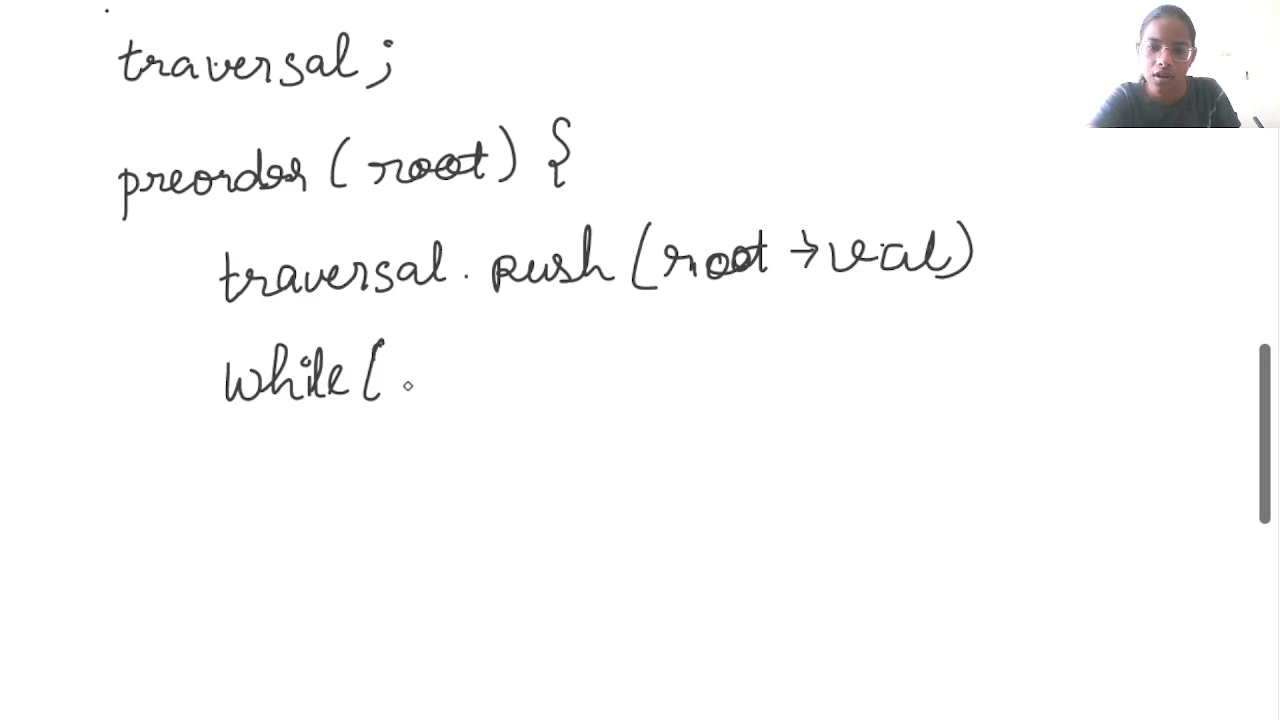 traversal;
preorder (root) {
traversal. push (root → val)
while (